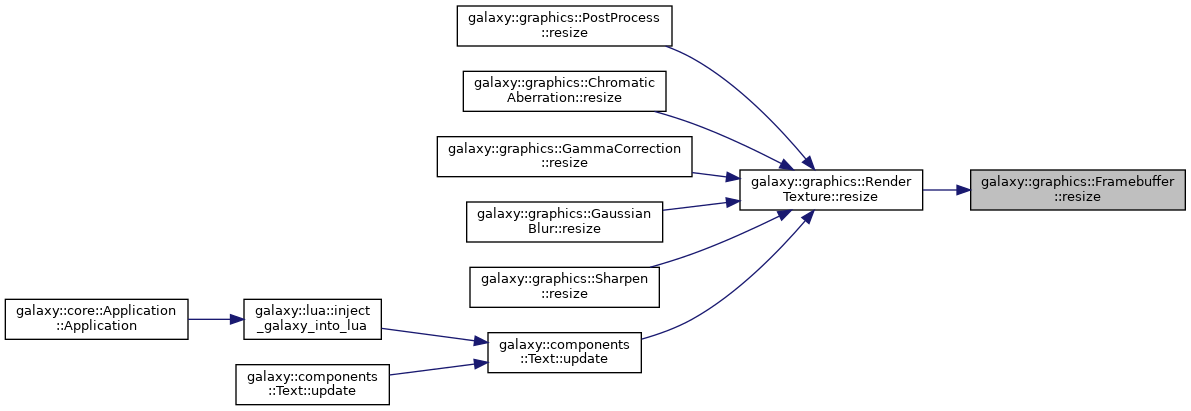 galaxy::graphics::PostProcess
::resize
galaxy::graphics::Chromatic
Aberration::resize
galaxy::graphics::GammaCorrection
::resize
galaxy::graphics::Render
Texture::resize
galaxy::graphics::Framebuffer
::resize
galaxy::graphics::Gaussian
Blur::resize
galaxy::graphics::Sharpen
::resize
galaxy::core::Application
::Application
galaxy::lua::inject
_galaxy_into_lua
galaxy::components
::Text::update
galaxy::components
::Text::update